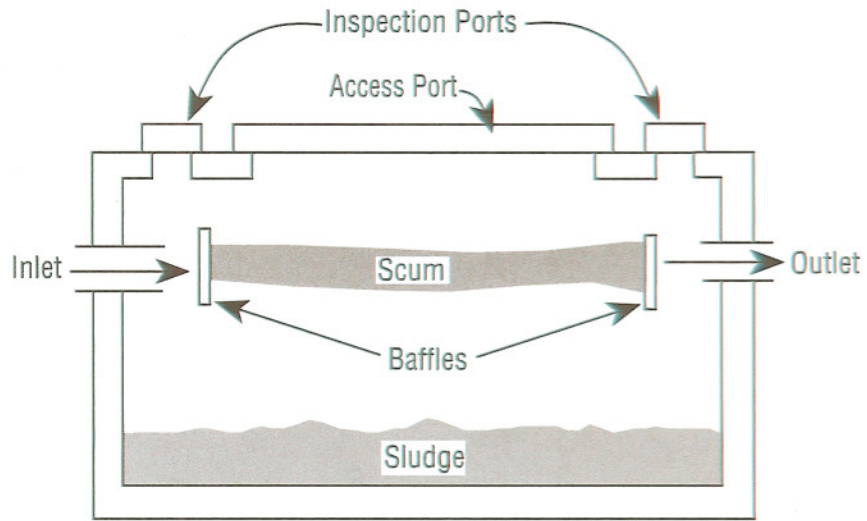 Inspection Ports
Access Port
Inlet
Scum
Outlet
Baffles
Sludge